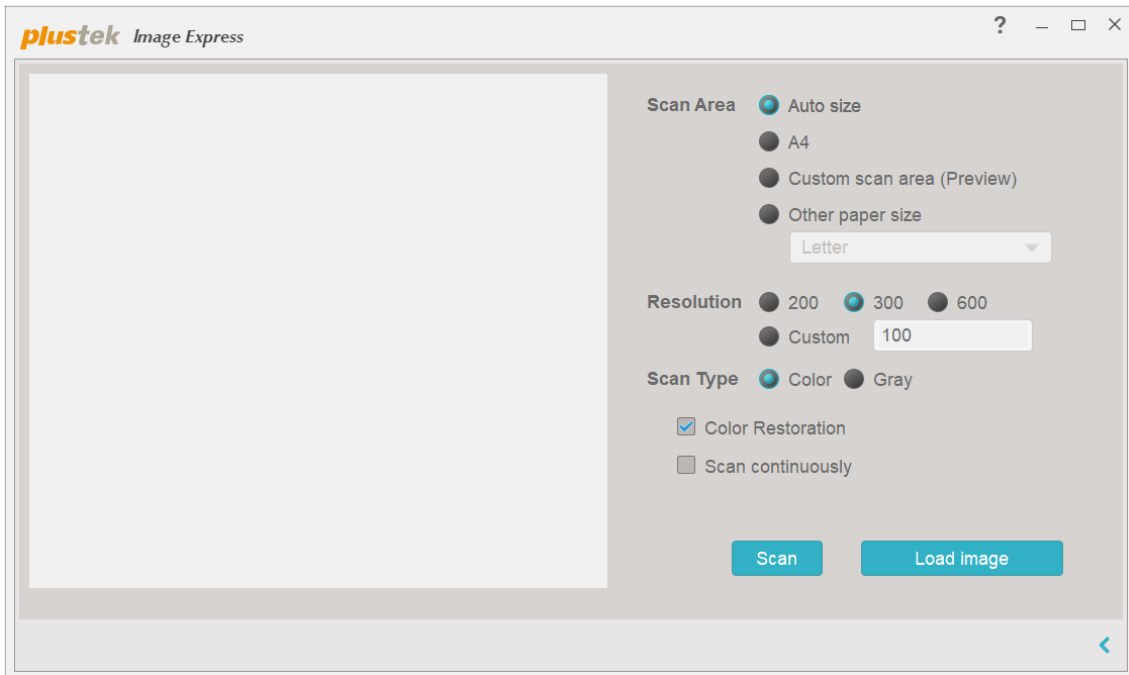 plustek Image Express ?
Scan Area Auto size
A4
Custom scan area (Preview)
Other paper size
Letter
Resolution 200 300 600
Custom 100
Scan Type Color Gray
Color Restoration
Scan continuously
Scan Load image